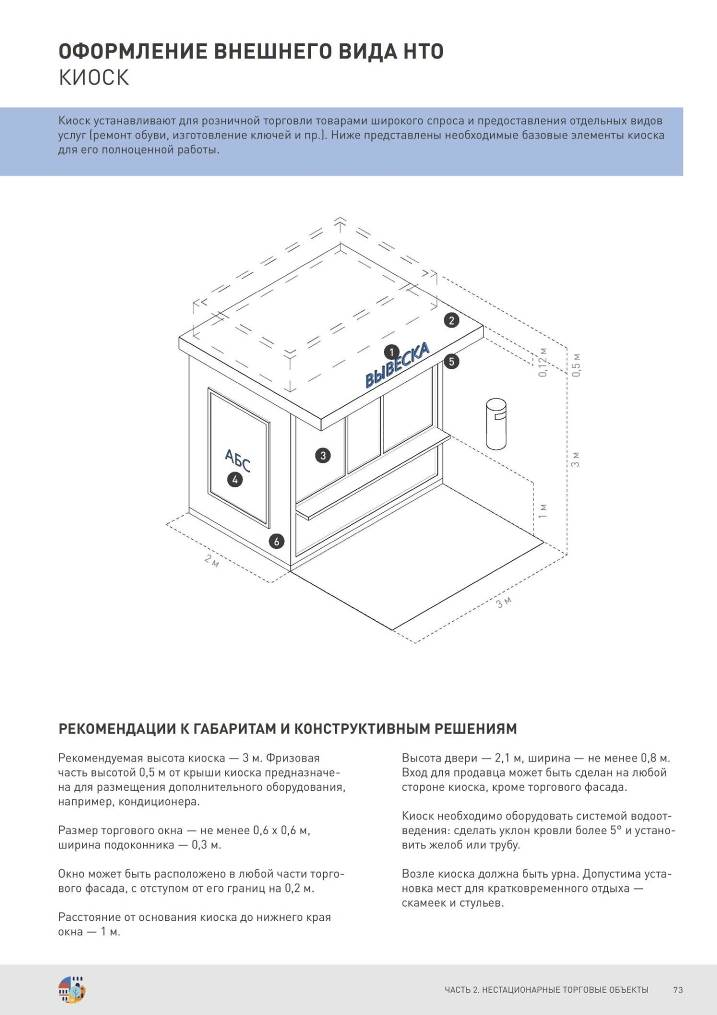 ОФОРМЛЕНИЕ ВНЕШНЕГО ВИДА НТО
КИОСК
Киоск устанавливают для розничной торговли товарами широкого спроса и предоставления отдельных видов
услуг (ремонт обуви, изготовление ключей и пр.). Ниже представлены необходимые базовые элементы киоска
для его полноценной работы.
2
1
ВЫВЕСКА
5
0,12 м
0,5 м
3
АБС
4
3 м
1 м
6
2 м
3 м
РЕКОМЕНДАЦИИ К ГАБАРИТАМ И КОНСТРУКТИВНЫМ РЕШЕНИЯМ
Рекомендуемая высота киоска — 3 м. Фризовая
часть высотой 0,5 м от крыши киоска предназначе-
на для размещения дополнительного оборудования,
например, кондиционера.
Размер торгового окна — не менее 0,6 х 0,6 м,
ширина подоконника — 0,3 м.
Окно может быть расположено в любой части торго-
вого фасада, с отступом от его границ на 0,2 м.
Расстояние от основания киоска до нижнего края
окна — 1 м.
Высота двери — 2,1 м, ширина — не менее 0,8 м.
Вход для продавца может быть сделан на любой
стороне киоска, кроме торгового фасада.
Киоск необходимо оборудовать системой водоот-
ведения: сделать уклон кровли более 5° и устано-
вить желоб или трубу.
Возле киоска должна быть урна. Допустима уста-
новка мест для кратковременного отдыха —
скамеек и стульев.
ЧАСТЬ 2. НЕСТАЦИОНАРНЫЕ ТОРГОВЫЕ ОБЪЕКТЫ
73